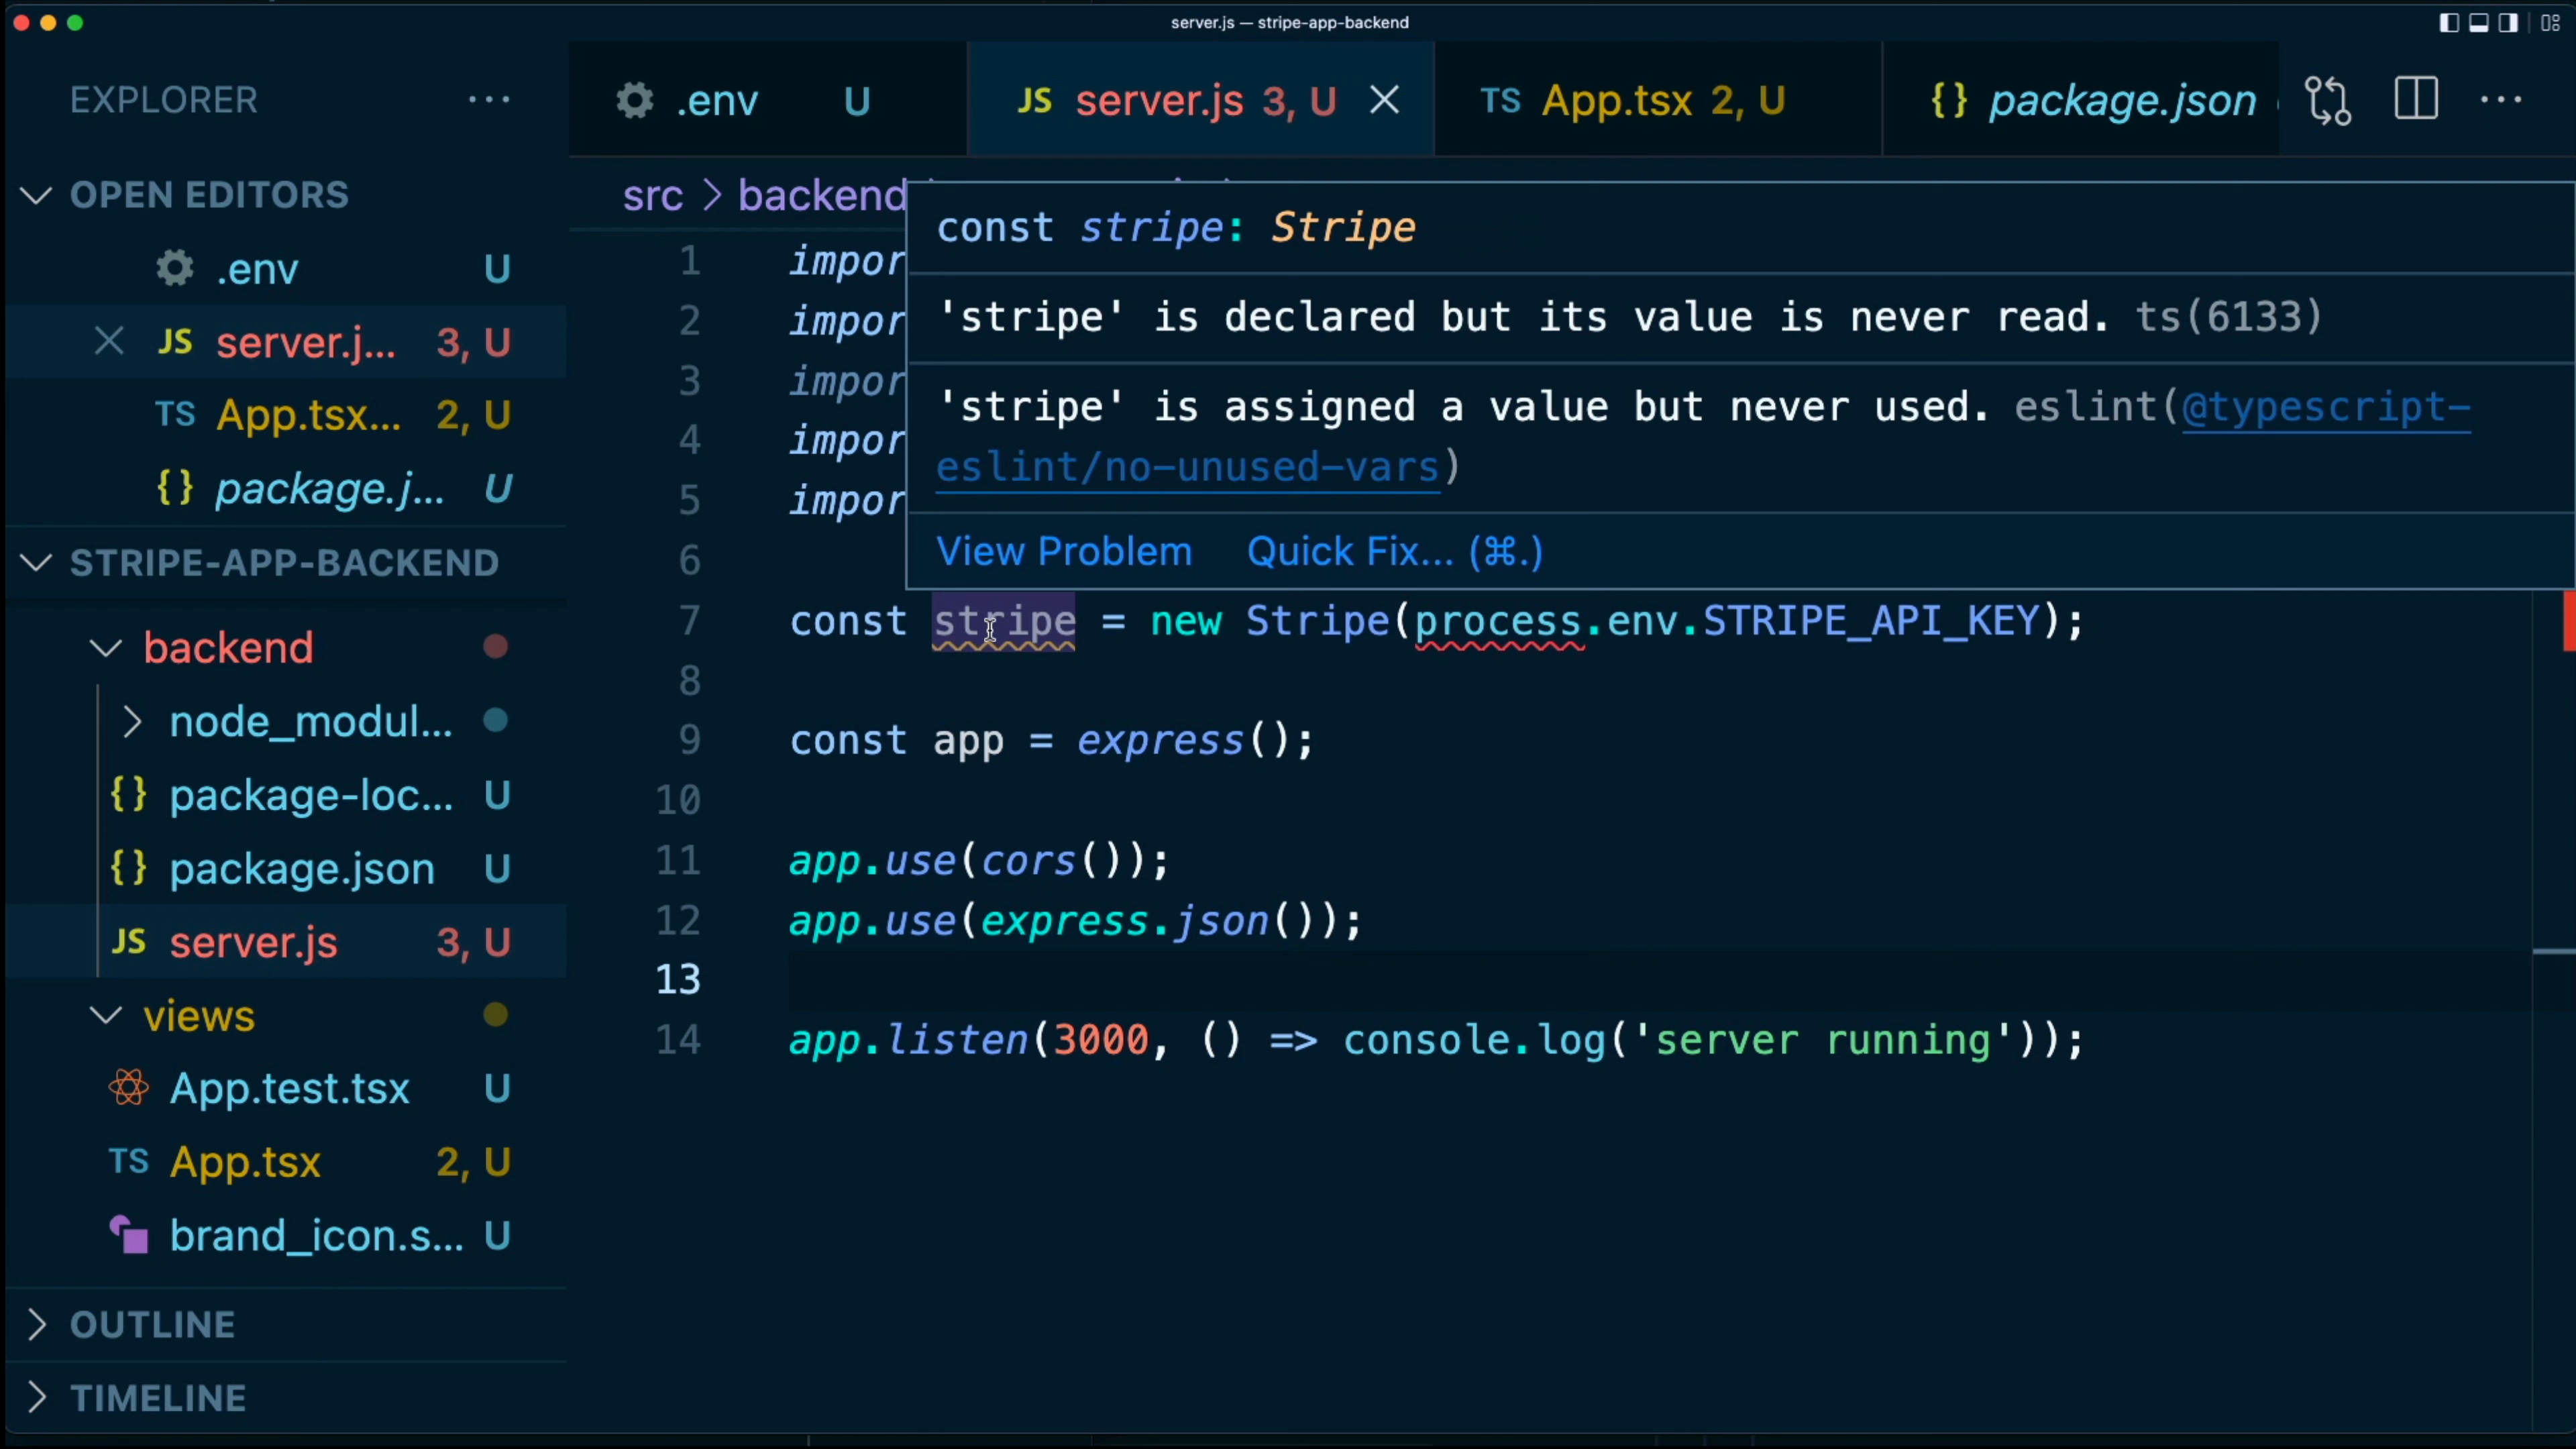 server.js — stripe-app-backend
EXPLORER
.env U
JS server.js 3, U
TS App.tsx 2, U
{} package.json
OPEN EDITORS
.env U
JS server.j... 3, U
TS App.tsx... 2, U
{} package.j... U
STRIPE-APP-BACKEND
backend
node_modul...
{} package-loc... U
{} package.json U
JS server.js 3, U
views
App.test.tsx U
TS App.tsx 2, U
brand_icon.s... U
OUTLINE
TIMELINE
src > backend
const stripe: Stripe
'stripe' is declared but its value is never read. ts(6133)
'stripe' is assigned a value but never used. eslint(@typescript-
eslint/no-unused-vars)
View Problem Quick Fix... (⌘.)
1 impor
2 impor
3 impor
4 impor
5 impor
6
7 const stripe = new Stripe(process.env.STRIPE_API_KEY);
8
9 const app = express();
10
11 app.use(cors());
12 app.use(express.json());
13
14 app.listen(3000, () => console.log('server running'));